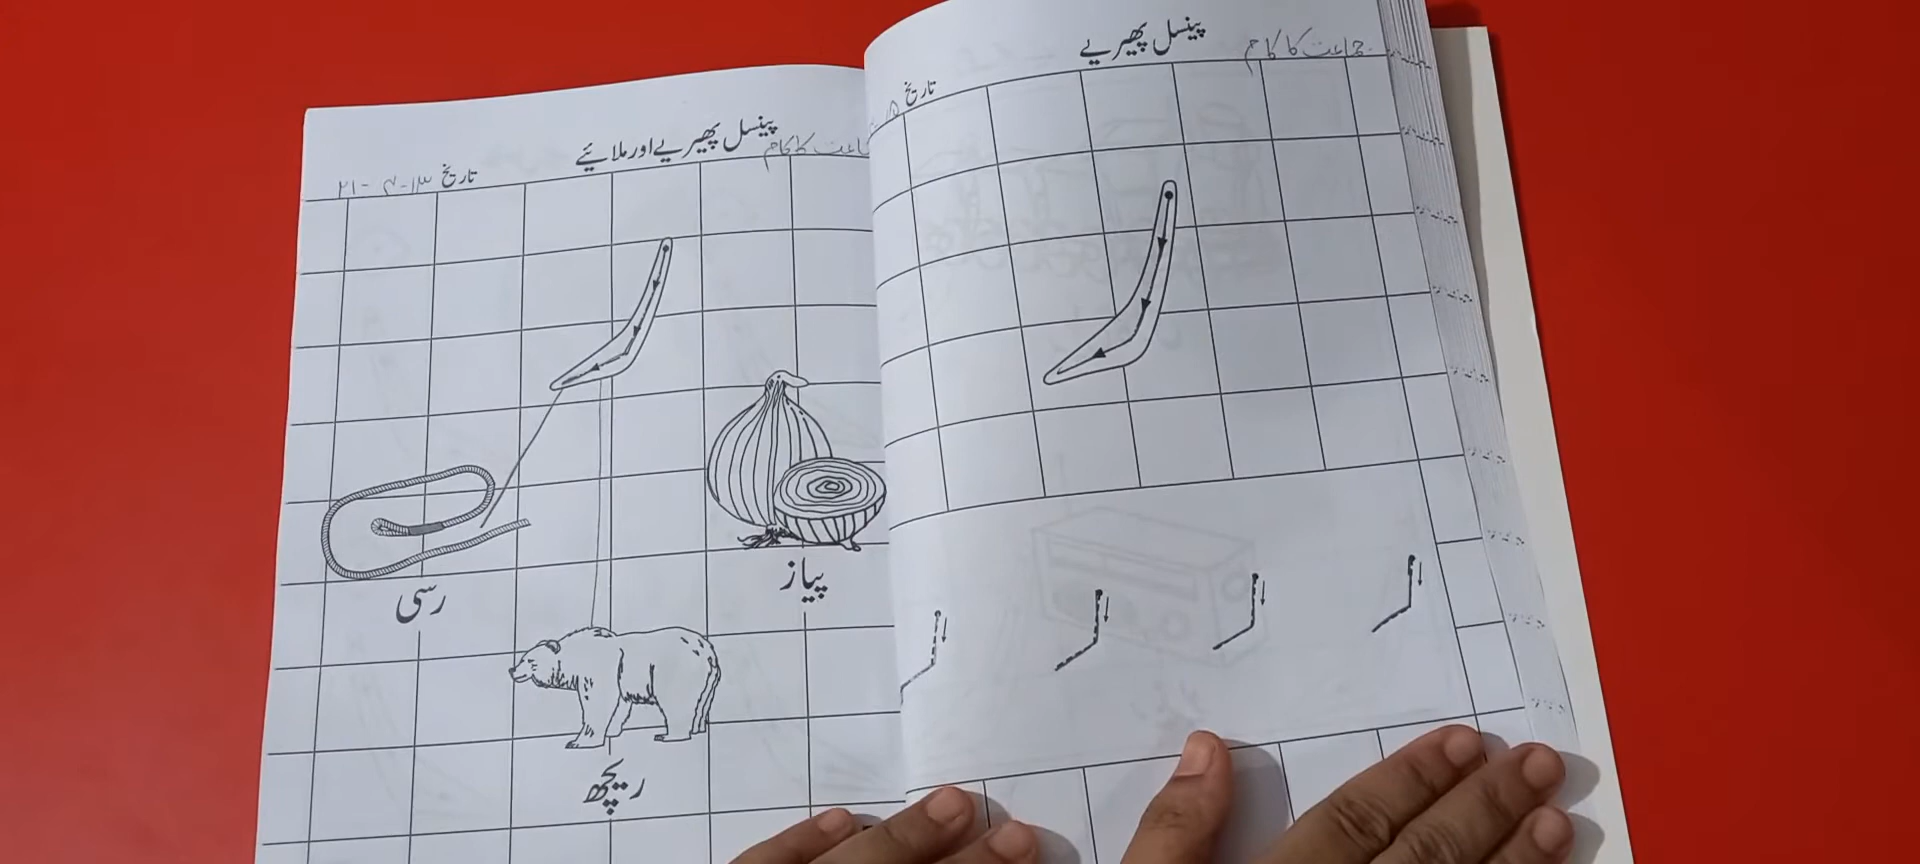 پینسل پھیریے
جماعت کا کام
تاریخ
پینسل پھیریے اور ملائیے
جماعت کا کام
تاریخ ۱۳-۴-۲۱
پیاز
رسی
ریچھ